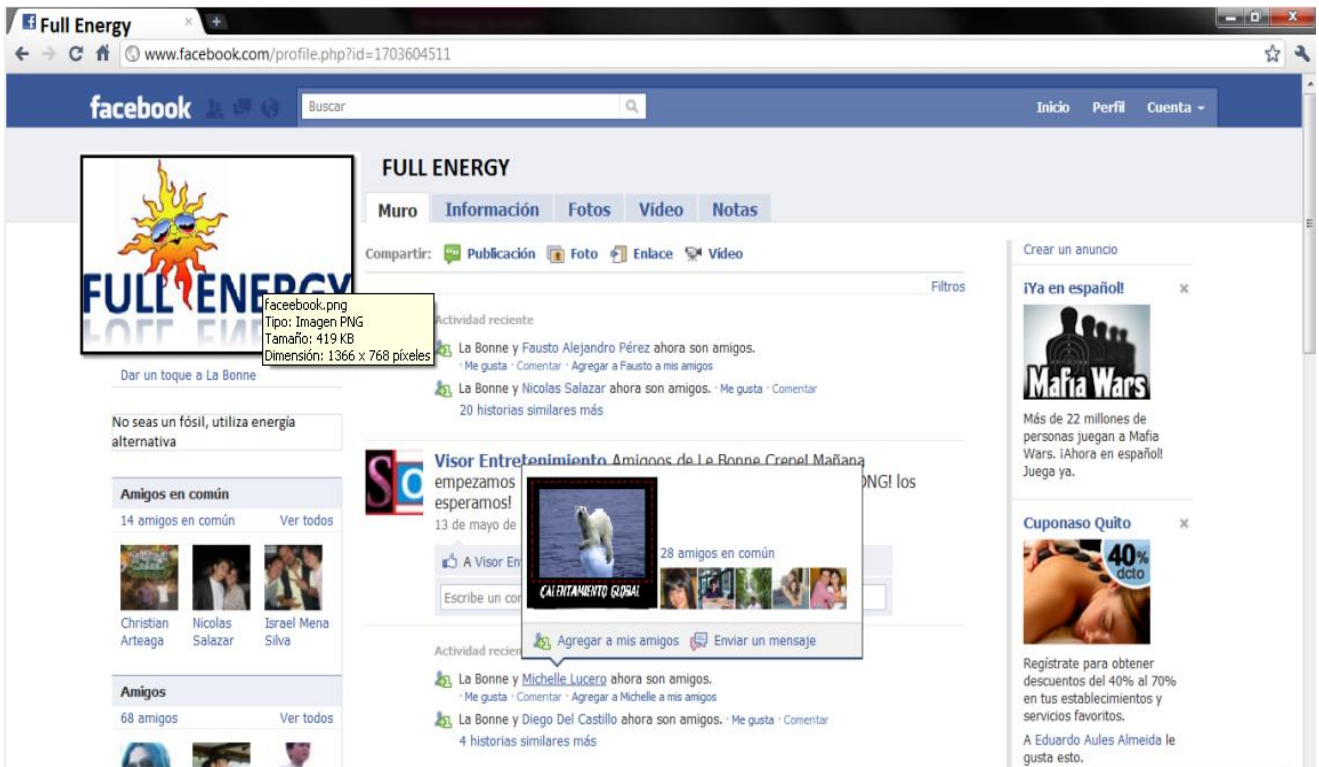 Full Energy
www.facebook.com/profile.php?id=1703604511
facebook
Buscar
Inicio Perfil Cuenta
FULL ENERGY
FULL ENERGY
Muro Información Fotos Vídeo Notas
Compartir: Publicación Foto Enlace Vídeo
Filtros
faceebook.png
Tipo: Imagen PNG
Tamaño: 419 KB
Dimensión: 1366 x 768 píxeles
Dar un toque a La Bonne
No seas un fósil, utiliza energía
alternativa
Amigos en común
14 amigos en común Ver todos
Christian
Arteaga
Nicolas
Salazar
Israel Mena
Silva
Amigos
68 amigos Ver todos
Actividad reciente
La Bonne y Fausto Alejandro Pérez ahora son amigos.
· Me gusta · Comentar · Agregar a Fausto a mis amigos
La Bonne y Nicolas Salazar ahora son amigos. · Me gusta · Comentar
20 historias similares más
So
Visor Entretenimiento Amigoos de Le Bonne Crepe! Mañana
empezamos ONG! los
esperamos!
13 de mayo de
A Visor En
Escribe un co
CALENTAMIENTO GLOBAL
28 amigos en común
Agregar a mis amigos Enviar un mensaje
Actividad recien
La Bonne y Michelle Lucero ahora son amigos.
· Me gusta · Comentar · Agregar a Michelle a mis amigos
La Bonne y Diego Del Castillo ahora son amigos. · Me gusta · Comentar
4 historias similares más
Crear un anuncio
¡Ya en español!
Mafia Wars
Más de 22 millones de
personas juegan a Mafia
Wars. ¡Ahora en español!
Juega ya.
Cuponaso Quito
40%
dcto
Regístrate para obtener
descuentos del 40% al 70%
en tus establecimientos y
servicios favoritos.
A Eduardo Aules Almeida le
gusta esto.